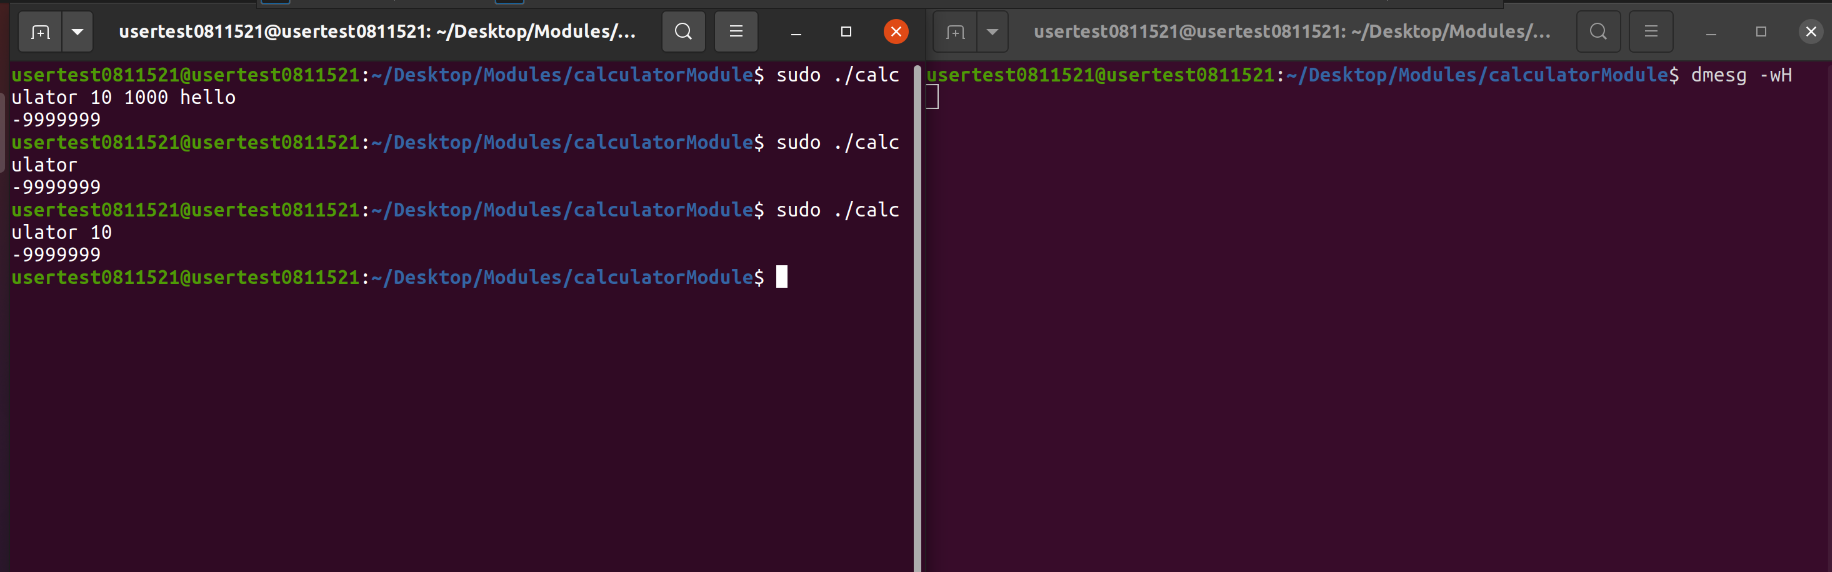 usertest0811521@usertest0811521: ~/Desktop/Modules/...
usertest0811521@usertest0811521:~/Desktop/Modules/calculatorModule$ sudo ./calc
ulator 10 1000 hello
-9999999
usertest0811521@usertest0811521:~/Desktop/Modules/calculatorModule$ sudo ./calc
ulator
-9999999
usertest0811521@usertest0811521:~/Desktop/Modules/calculatorModule$ sudo ./calc
ulator 10
-9999999
usertest0811521@usertest0811521:~/Desktop/Modules/calculatorModule$
usertest0811521@usertest0811521: ~/Desktop/Modules/...
usertest0811521@usertest0811521:~/Desktop/Modules/calculatorModule$ dmesg -wH